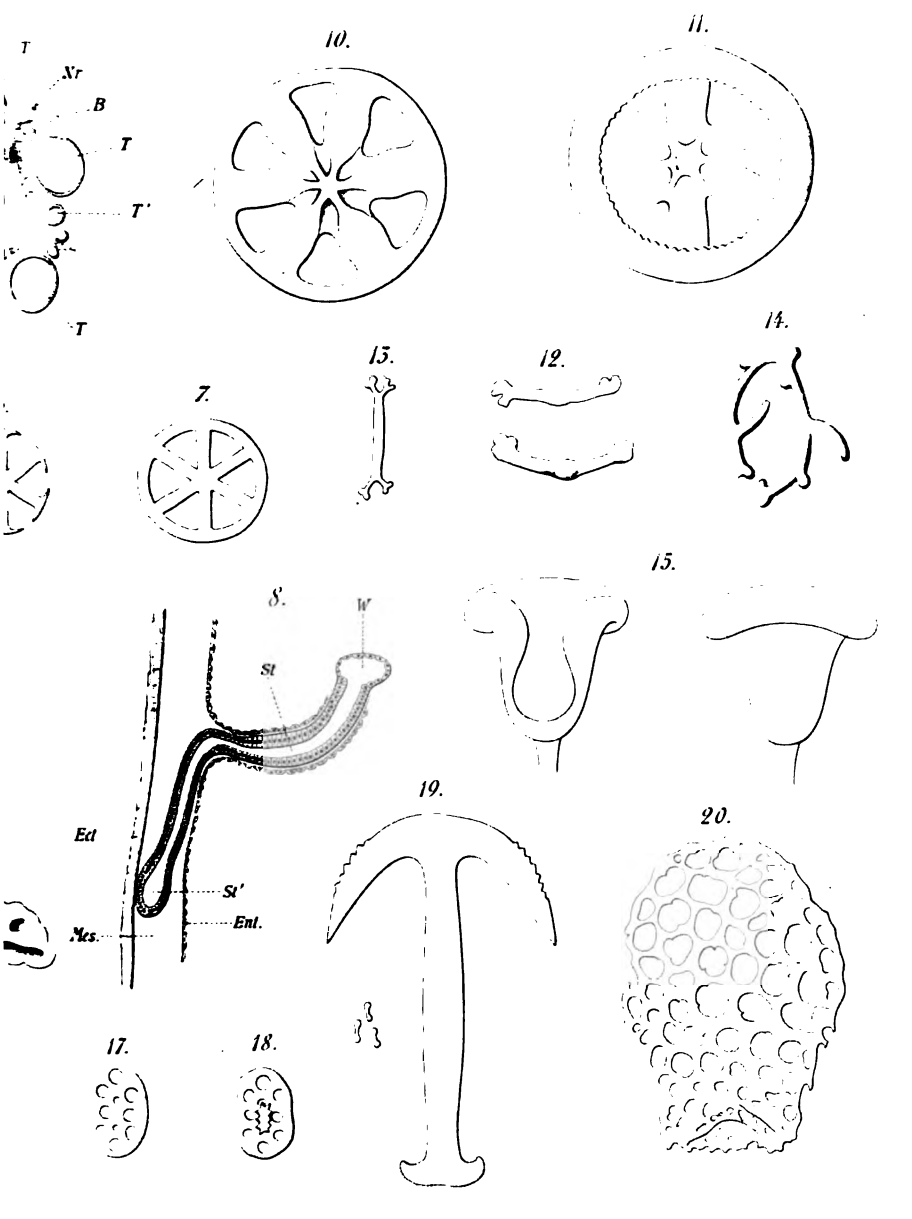 10.
11.
T
Nr
B
T
T'
T
14.
13.
12.
7.
15.
8.
W
St
19.
20.
Ect
St'
Ent.
Mes.
17.
18.